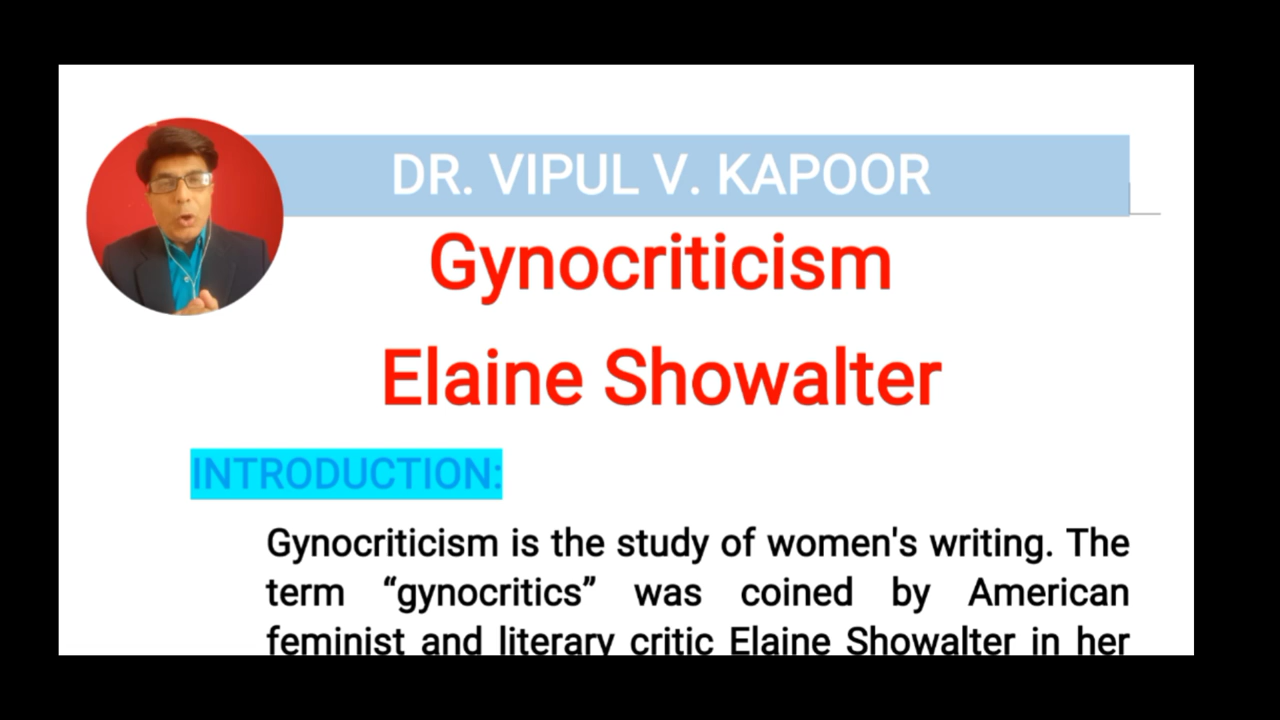 DR. VIPUL V. KAPOOR
Gynocriticism
Elaine Showalter
INTRODUCTION:
Gynocriticism is the study of women's writing. The
term “gynocritics” was coined by American
feminist and literary critic Elaine Showalter in her